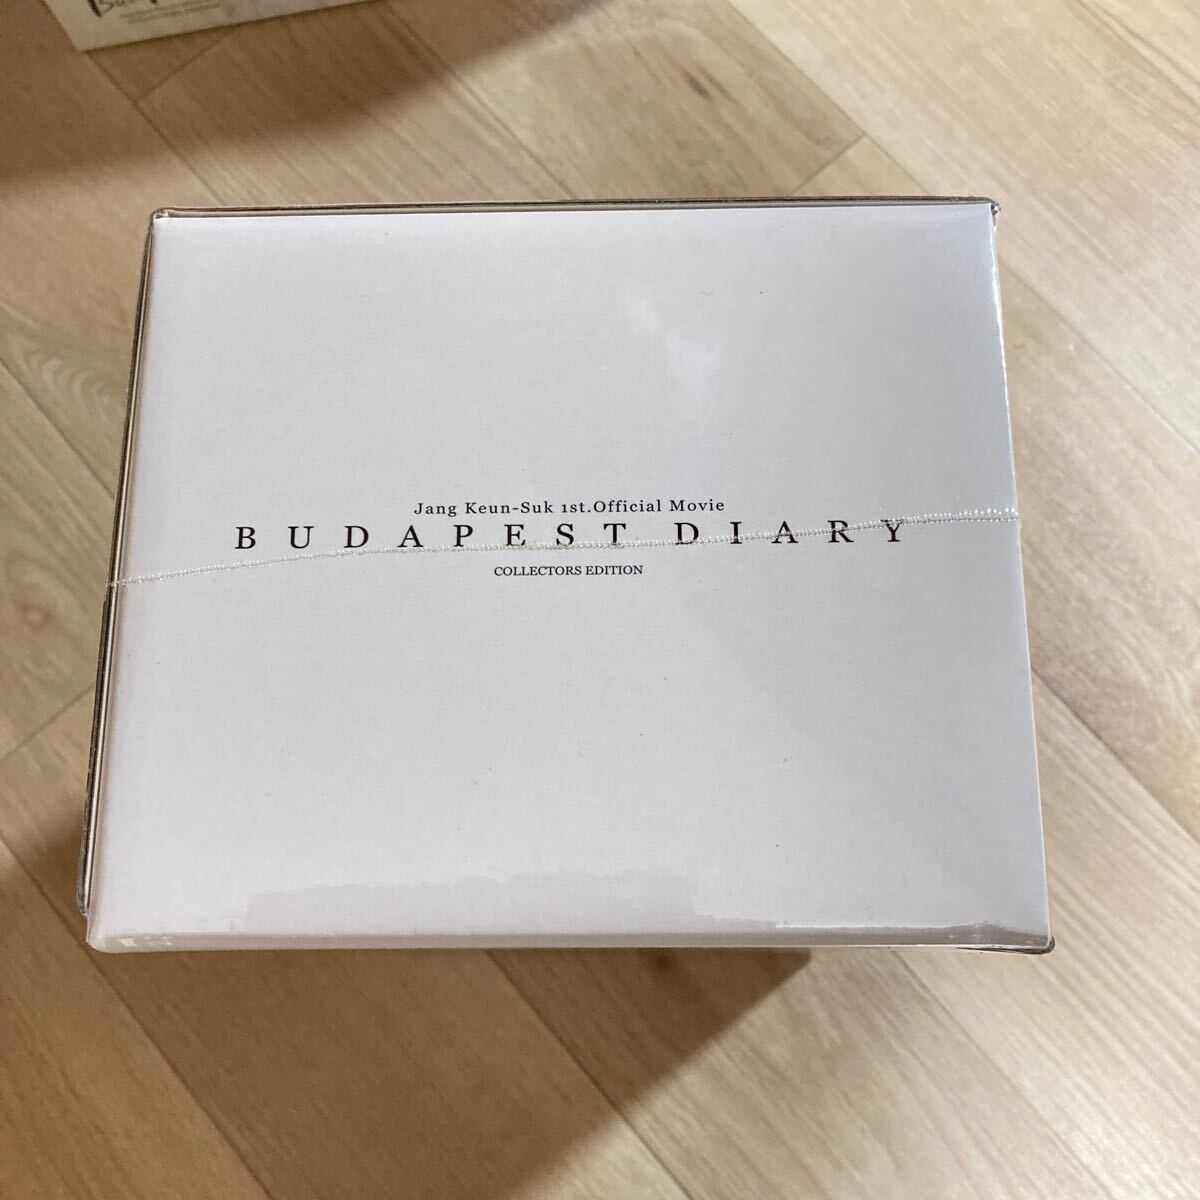 Jang Keun-Suk 1st.Official Movie
BUDAPEST DIARY
COLLECTORS EDITION